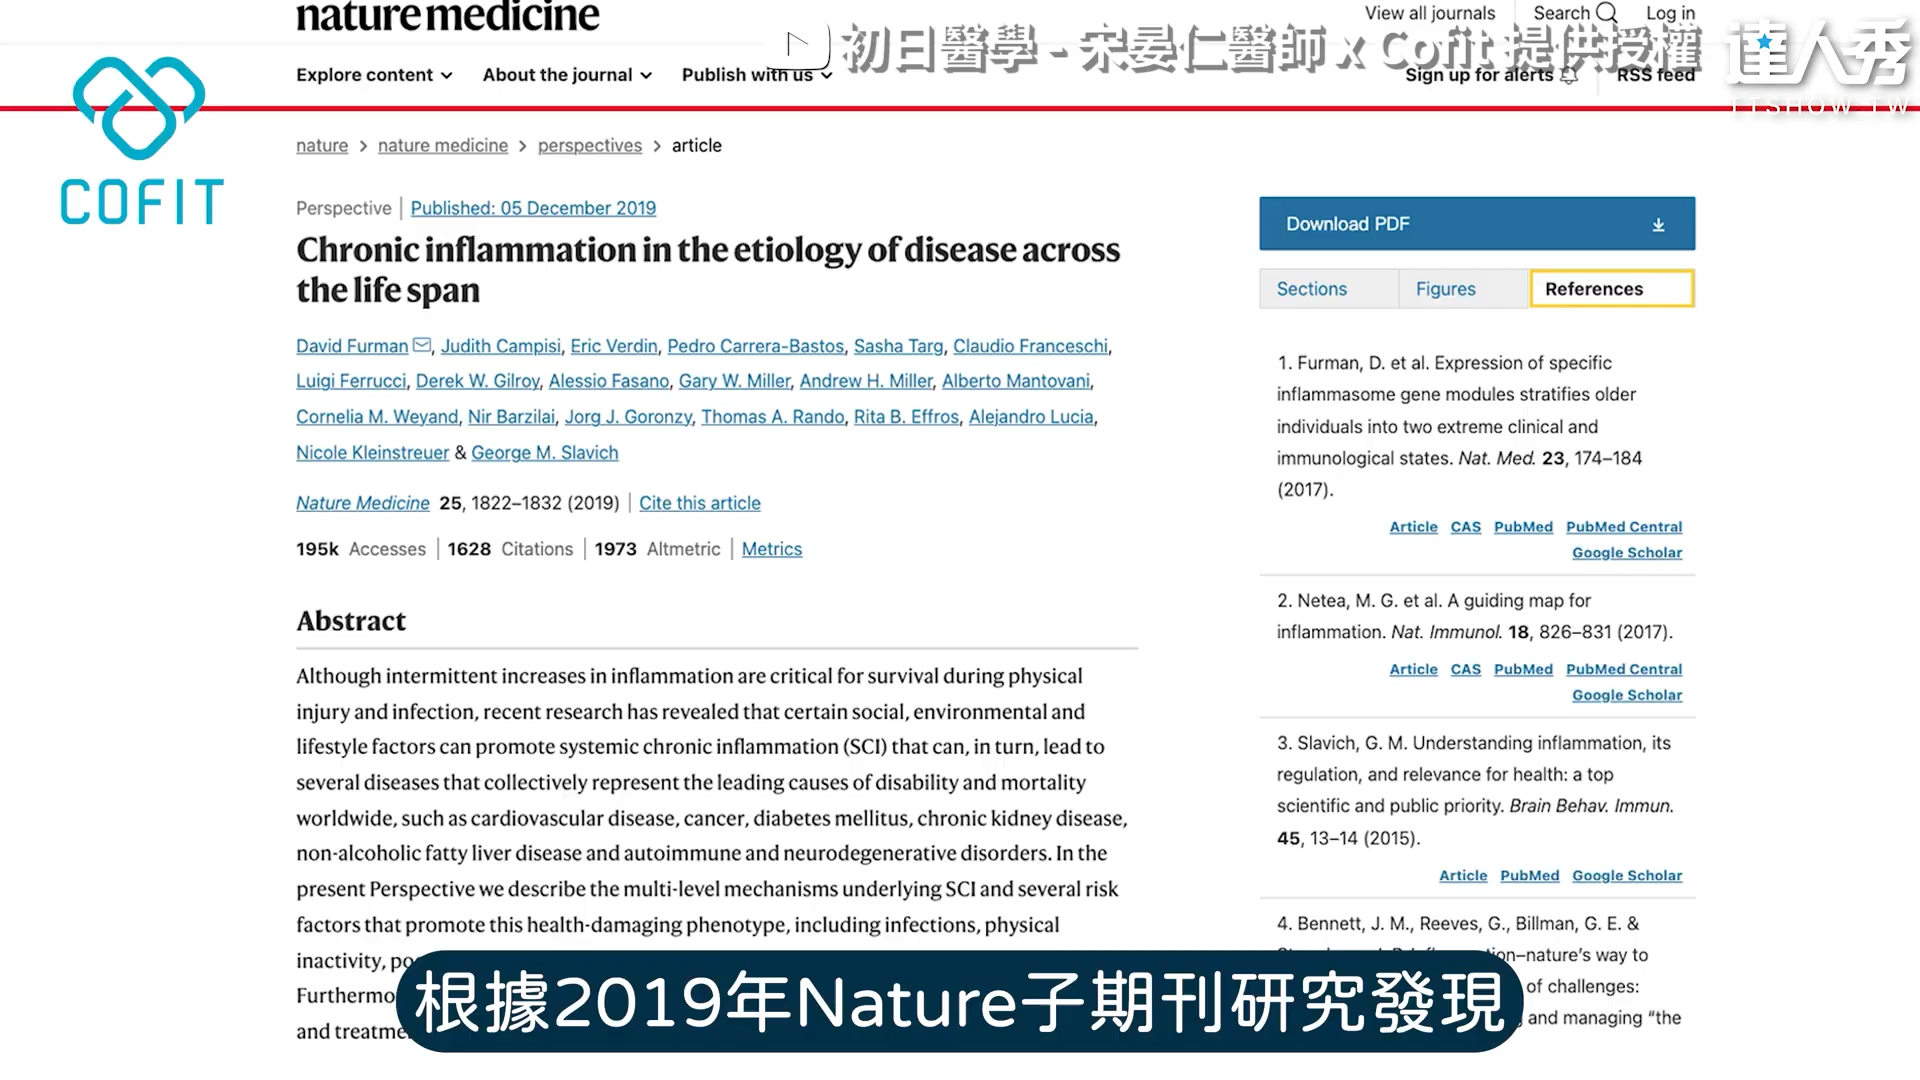 nature medicine
View all journals
Search
Log in
初日醫學 - 宋晏仁醫師 x Cofit 提供授權
達人秀
TTSHOW.TW
Explore content
About the journal
Publish with us
Sign up for alerts
RSS feed
COFIT
nature > nature medicine > perspectives > article
Perspective | Published: 05 December 2019
Chronic inflammation in the etiology of disease across
the life span
David Furman, Judith Campisi, Eric Verdin, Pedro Carrera-Bastos, Sasha Targ, Claudio Franceschi,
Luigi Ferrucci, Derek W. Gilroy, Alessio Fasano, Gary W. Miller, Andrew H. Miller, Alberto Mantovani,
Cornelia M. Weyand, Nir Barzilai, Jorg J. Goronzy, Thomas A. Rando, Rita B. Effros, Alejandro Lucia,
Nicole Kleinstreuer & George M. Slavich
Nature Medicine 25, 1822–1832 (2019) | Cite this article
195k Accesses | 1628 Citations | 1973 Altmetric | Metrics
Abstract
Although intermittent increases in inflammation are critical for survival during physical
injury and infection, recent research has revealed that certain social, environmental and
lifestyle factors can promote systemic chronic inflammation (SCI) that can, in turn, lead to
several diseases that collectively represent the leading causes of disability and mortality
worldwide, such as cardiovascular disease, cancer, diabetes mellitus, chronic kidney disease,
non-alcoholic fatty liver disease and autoimmune and neurodegenerative disorders. In the
present Perspective we describe the multi-level mechanisms underlying SCI and several risk
factors that promote this health-damaging phenotype, including infections, physical
inactivity,
and
Download PDF
Sections
Figures
References
1. Furman, D. et al. Expression of specific
inflammasome gene modules stratifies older
individuals into two extreme clinical and
immunological states. Nat. Med. 23, 174–184
(2017).
Article CAS PubMed PubMed Central
Google Scholar
2. Netea, M. G. et al. A guiding map for
inflammation. Nat. Immunol. 18, 826–831 (2017).
Article CAS PubMed PubMed Central
Google Scholar
3. Slavich, G. M. Understanding inflammation, its
regulation, and relevance for health: a top
scientific and public priority. Brain Behav. Immun.
45, 13–14 (2015).
Article PubMed Google Scholar
4. Bennett, J. M., Reeves, G., Billman, G. E. &
nature's way to
of challenges:
and managing “the
根據2019年Nature子期刊研究發現